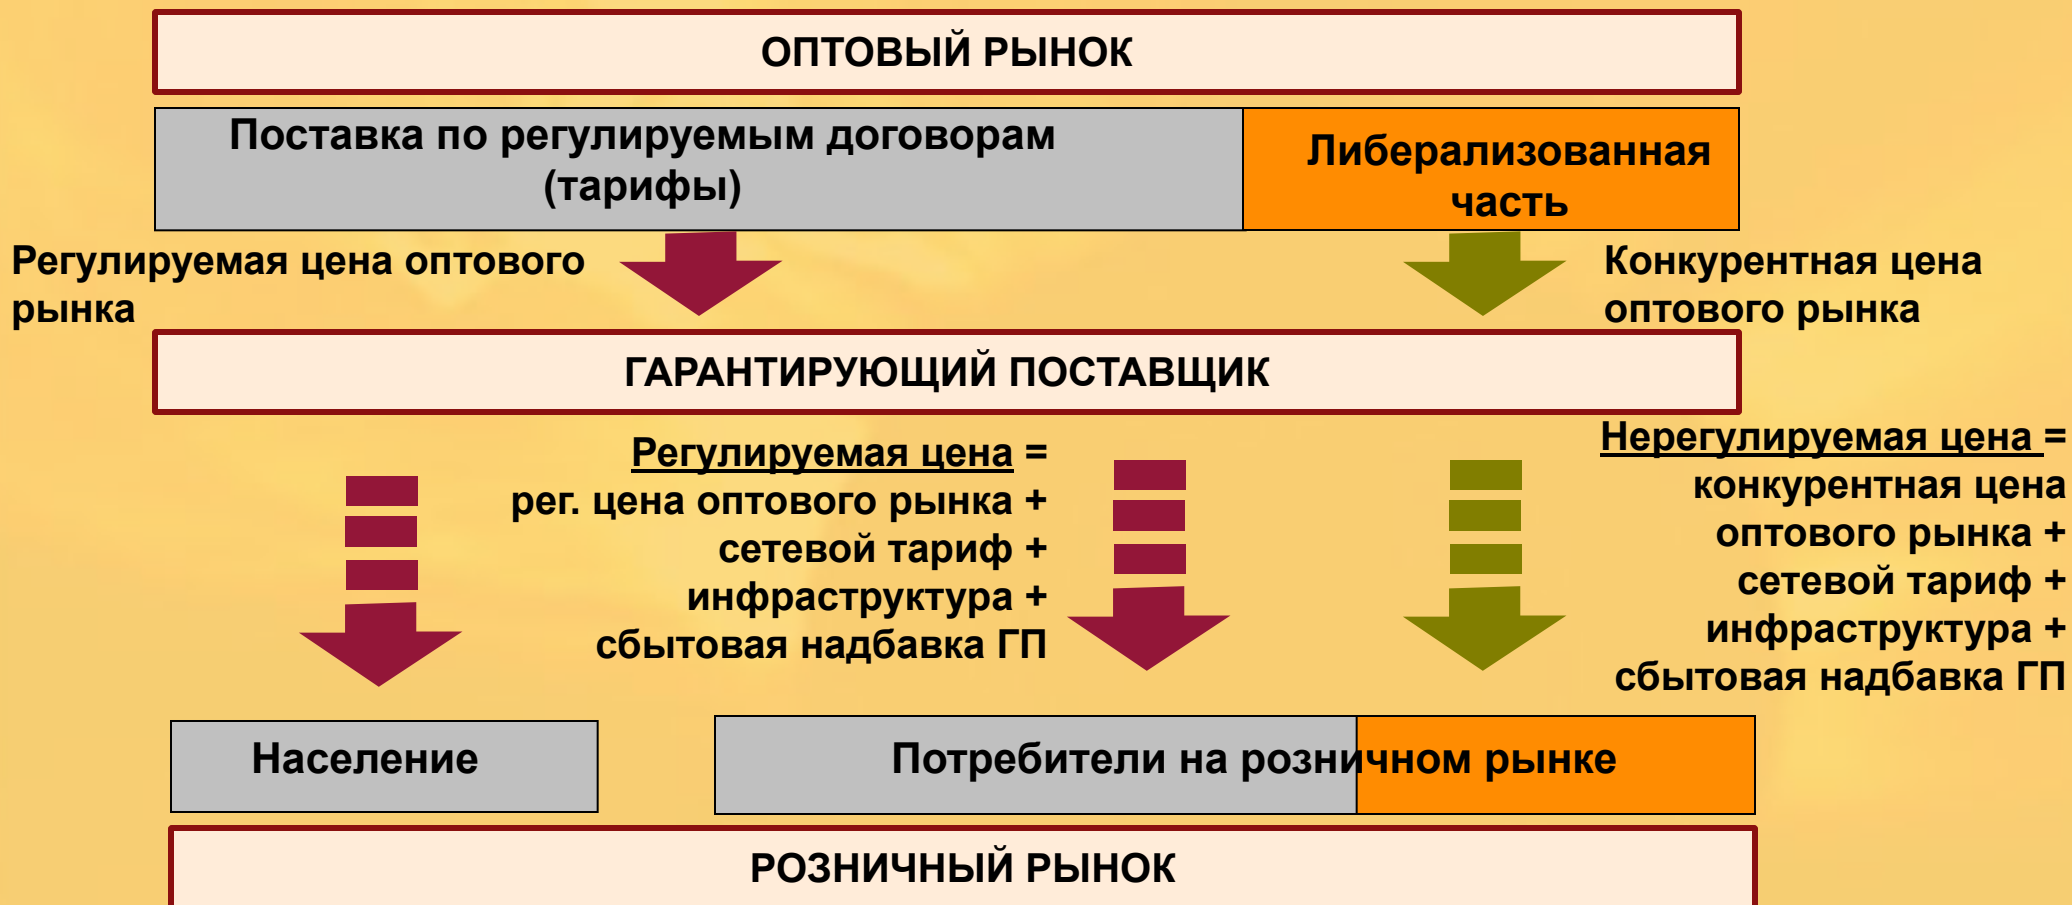 ОПТОВЫЙ РЫНОК
Поставка по регулируемым договорам
(тарифы)
Либерализованная
часть
Регулируемая цена оптового
рынка
Конкурентная цена
оптового рынка
ГАРАНТИРУЮЩИЙ ПОСТАВЩИК
Регулируемая цена =
рег. цена оптового рынка +
сетевой тариф +
инфраструктура +
сбытовая надбавка ГП
Нерегулируемая цена =
конкурентная цена
оптового рынка +
сетевой тариф +
инфраструктура +
сбытовая надбавка ГП
Население
Потребители на розничном рынке
РОЗНИЧНЫЙ РЫНОК